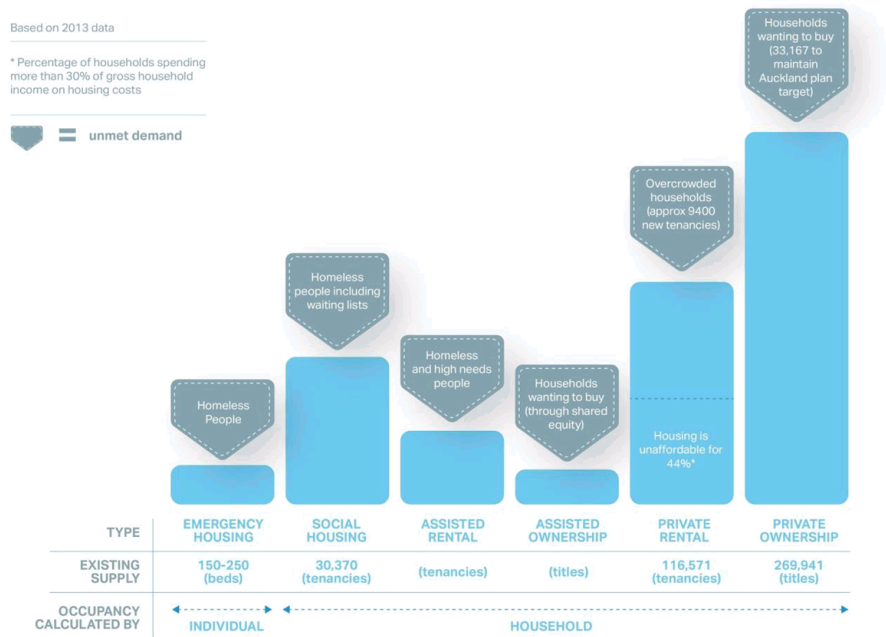 Based on 2013 data
* Percentage of households spending
more than 30% of gross household
income on housing costs
unmet demand
Homeless
People
Homeless
people including
waiting lists
Homeless
and high needs
people
Households
wanting to buy
(through shared
equity)
Overcrowded
households
(approx 9400
new tenancies)
Households
wanting to buy
(33,167 to
maintain
Auckland plan
target)
Housing is
unaffordable for
44%*
TYPE
EMERGENCY
HOUSING
SOCIAL
HOUSING
ASSISTED
RENTAL
ASSISTED
OWNERSHIP
PRIVATE
RENTAL
PRIVATE
OWNERSHIP
EXISTING
SUPPLY
150-250
(beds)
30,370
(tenancies)
(tenancies)
(titles)
116,571
(tenancies)
269,941
(titles)
OCCUPANCY
CALCULATED BY
INDIVIDUAL
HOUSEHOLD